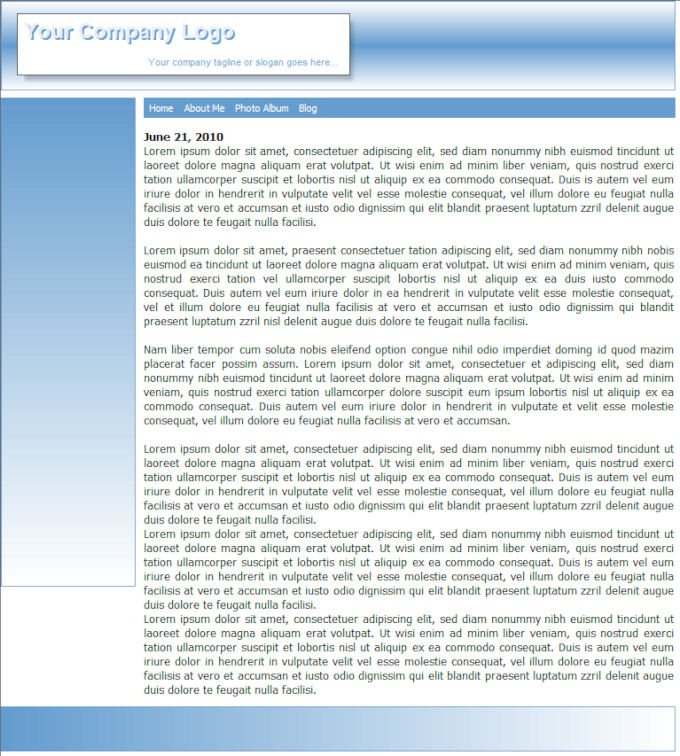 Your Company Logo
Your company tagline or slogan goes here...
Home About Me Photo Album Blog
June 21, 2010
Lorem ipsum dolor sit amet, consectetuer adipiscing elit, sed diam nonummy nibh euismod tincidunt ut
laoreet dolore magna aliquam erat volutpat. Ut wisi enim ad minim liber veniam, quis nostrud exerci
tation ullamcorper suscipit et lobortis nisl ut aliquip ex ea commodo consequat. Duis is autem vel eum
iriure dolor in hendrerit in vulputate velit vel esse molestie consequat, vel illum dolore eu feugiat nulla
facilisis at vero et accumsan et iusto odio dignissim qui elit blandit praesent luptatum zzril delenit augue
duis dolore te feugait nulla facilisi.
Lorem ipsum dolor sit amet, praesent consectetuer tation adipiscing elit, sed diam nonummy nibh nobis
euismod ea tincidunt ut laoreet dolore magna aliquam erat volutpat. Ut wisi enim ad minim veniam, quis
nostrud exerci tation vel ullamcorper suscipit lobortis nisl ut aliquip ex ea duis iusto commodo
consequat. Duis autem vel eum iriure dolor in ea hendrerit in vulputate velit esse molestie consequat,
vel et illum dolore eu feugiat nulla facilisis at vero et accumsan et iusto odio dignissim qui blandit
praesent luptatum zzril nisl delenit augue duis dolore te feugait nulla facilisi.
Nam liber tempor cum soluta nobis eleifend option congue nihil odio imperdiet doming id quod mazim
placerat facer possim assum. Lorem ipsum dolor sit amet, consectetuer et adipiscing elit, sed diam
nonummy nibh euismod tincidunt ut laoreet dolore magna aliquam erat volutpat. Ut wisi enim ad minim
veniam, quis nostrud exerci tation ullamcorper dolore suscipit eum ipsum lobortis nisl ut aliquip ex ea
commodo consequat. Duis autem vel eum iriure dolor in hendrerit in vulputate et velit esse molestie
consequat, vel illum dolore eu feugiat nulla facilisis at vero et accumsan.
Lorem ipsum dolor sit amet, consectetuer adipiscing elit, sed diam nonummy nibh euismod tincidunt ut
laoreet dolore magna aliquam erat volutpat. Ut wisi enim ad minim liber veniam, quis nostrud exerci
tation ullamcorper suscipit et lobortis nisl ut aliquip ex ea commodo consequat. Duis is autem vel eum
iriure dolor in hendrerit in vulputate velit vel esse molestie consequat, vel illum dolore eu feugiat nulla
facilisis at vero et accumsan et iusto odio dignissim qui elit blandit praesent luptatum zzril delenit augue
duis dolore te feugait nulla facilisi.
Lorem ipsum dolor sit amet, consectetuer adipiscing elit, sed diam nonummy nibh euismod tincidunt ut
laoreet dolore magna aliquam erat volutpat. Ut wisi enim ad minim liber veniam, quis nostrud exerci
tation ullamcorper suscipit et lobortis nisl ut aliquip ex ea commodo consequat. Duis is autem vel eum
iriure dolor in hendrerit in vulputate velit vel esse molestie consequat, vel illum dolore eu feugiat nulla
facilisis at vero et accumsan et iusto odio dignissim qui elit blandit praesent luptatum zzril delenit augue
duis dolore te feugait nulla facilisi.
Lorem ipsum dolor sit amet, consectetuer adipiscing elit, sed diam nonummy nibh euismod tincidunt ut
laoreet dolore magna aliquam erat volutpat. Ut wisi enim ad minim liber veniam, quis nostrud exerci
tation ullamcorper suscipit et lobortis nisl ut aliquip ex ea commodo consequat. Duis is autem vel eum
iriure dolor in hendrerit in vulputate velit vel esse molestie consequat, vel illum dolore eu feugiat nulla
facilisis at vero et accumsan et iusto odio dignissim qui elit blandit praesent luptatum zzril delenit augue
duis dolore te feugait nulla facilisi.